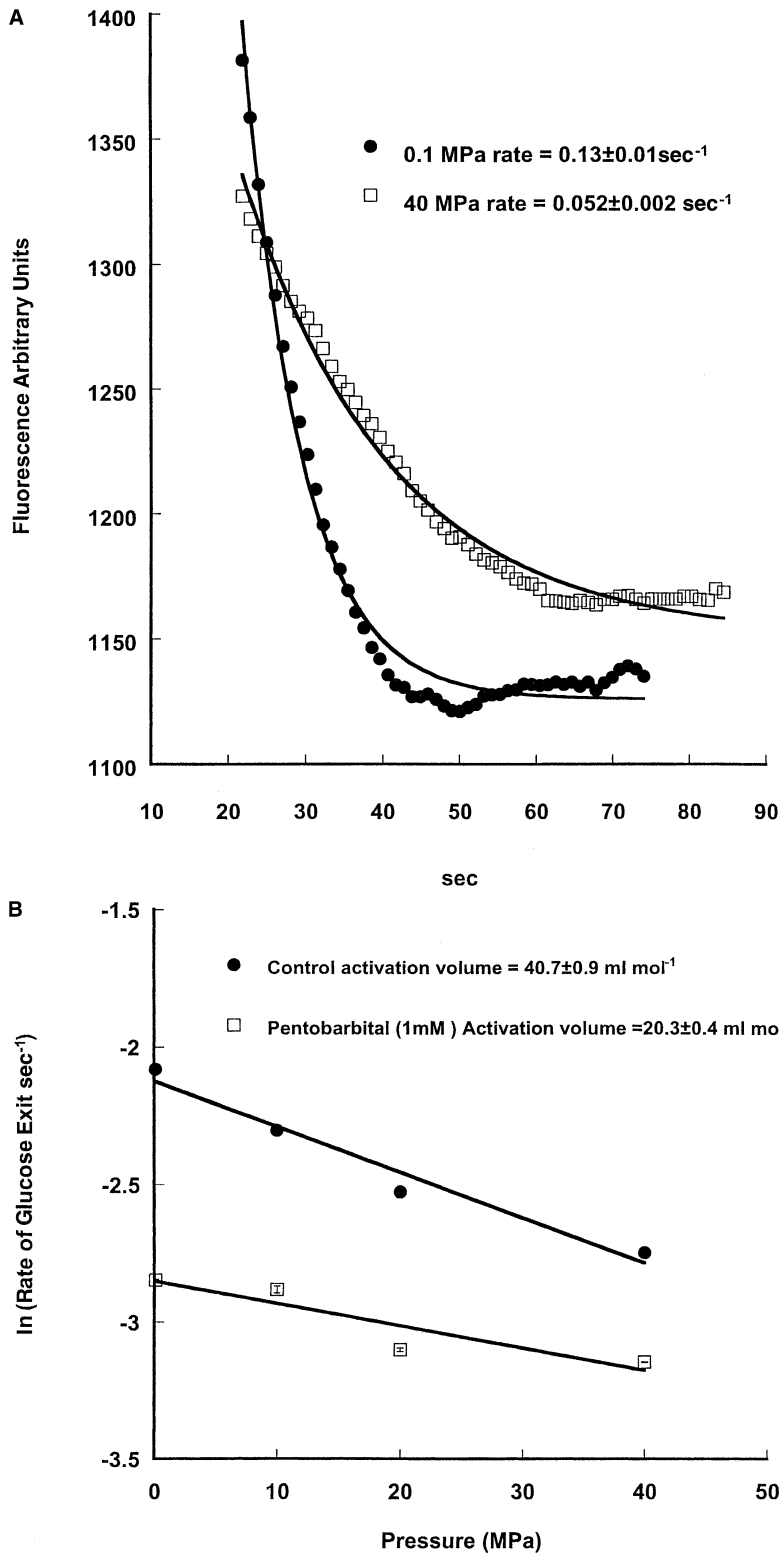 A
1400
1350
1300
1250
1200
1150
1100
Fluorescence Arbitrary Units
0.1 MPa rate = 0.13±0.01sec-1
40 MPa rate = 0.052±0.002 sec-1
10 20 30 40 50 60 70 80 90
sec
B
-1.5
-2
-2.5
-3
-3.5
ln (Rate of Glucose Exit sec-1)
Control activation volume = 40.7±0.9 ml mol-1
Pentobarbital (1mM ) Activation volume =20.3±0.4 ml mo
0 10 20 30 40 50
Pressure (MPa)